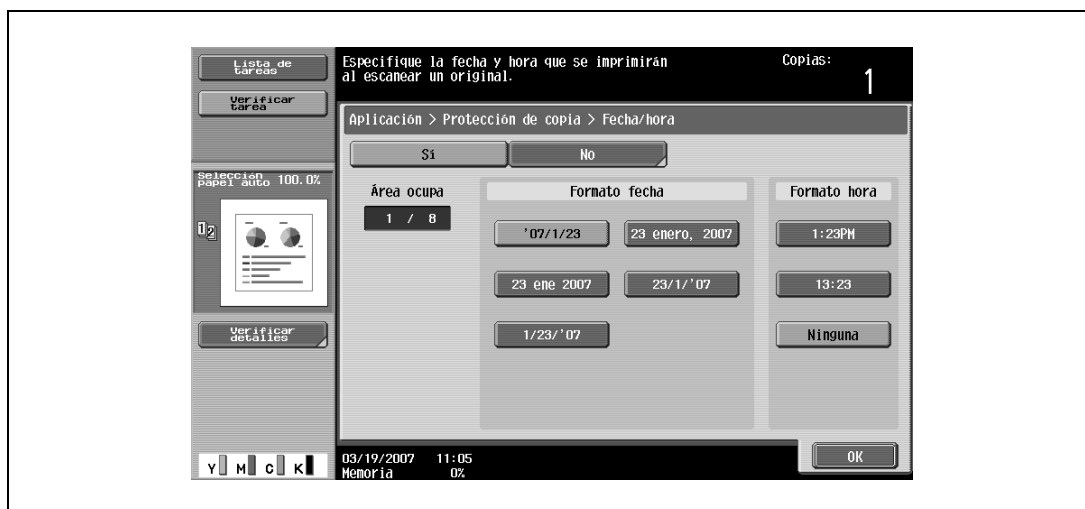 Lista de
tareas
Verificar
tarea
Especifique la fecha y hora que se imprimirán
al escanear un original.
Copias:
1
Aplicación > Protección de copia > Fecha/hora
Sí
No
Selección
papel auto 100.0%
12
Área ocupa
1 / 8
Formato fecha
'07/1/23
23 enero, 2007
23 ene 2007
23/1/'07
1/23/'07
Formato hora
1:23PM
13:23
Ninguna
Verificar
detalles
Y M C K
03/19/2007 11:05
Memoria 0%
OK